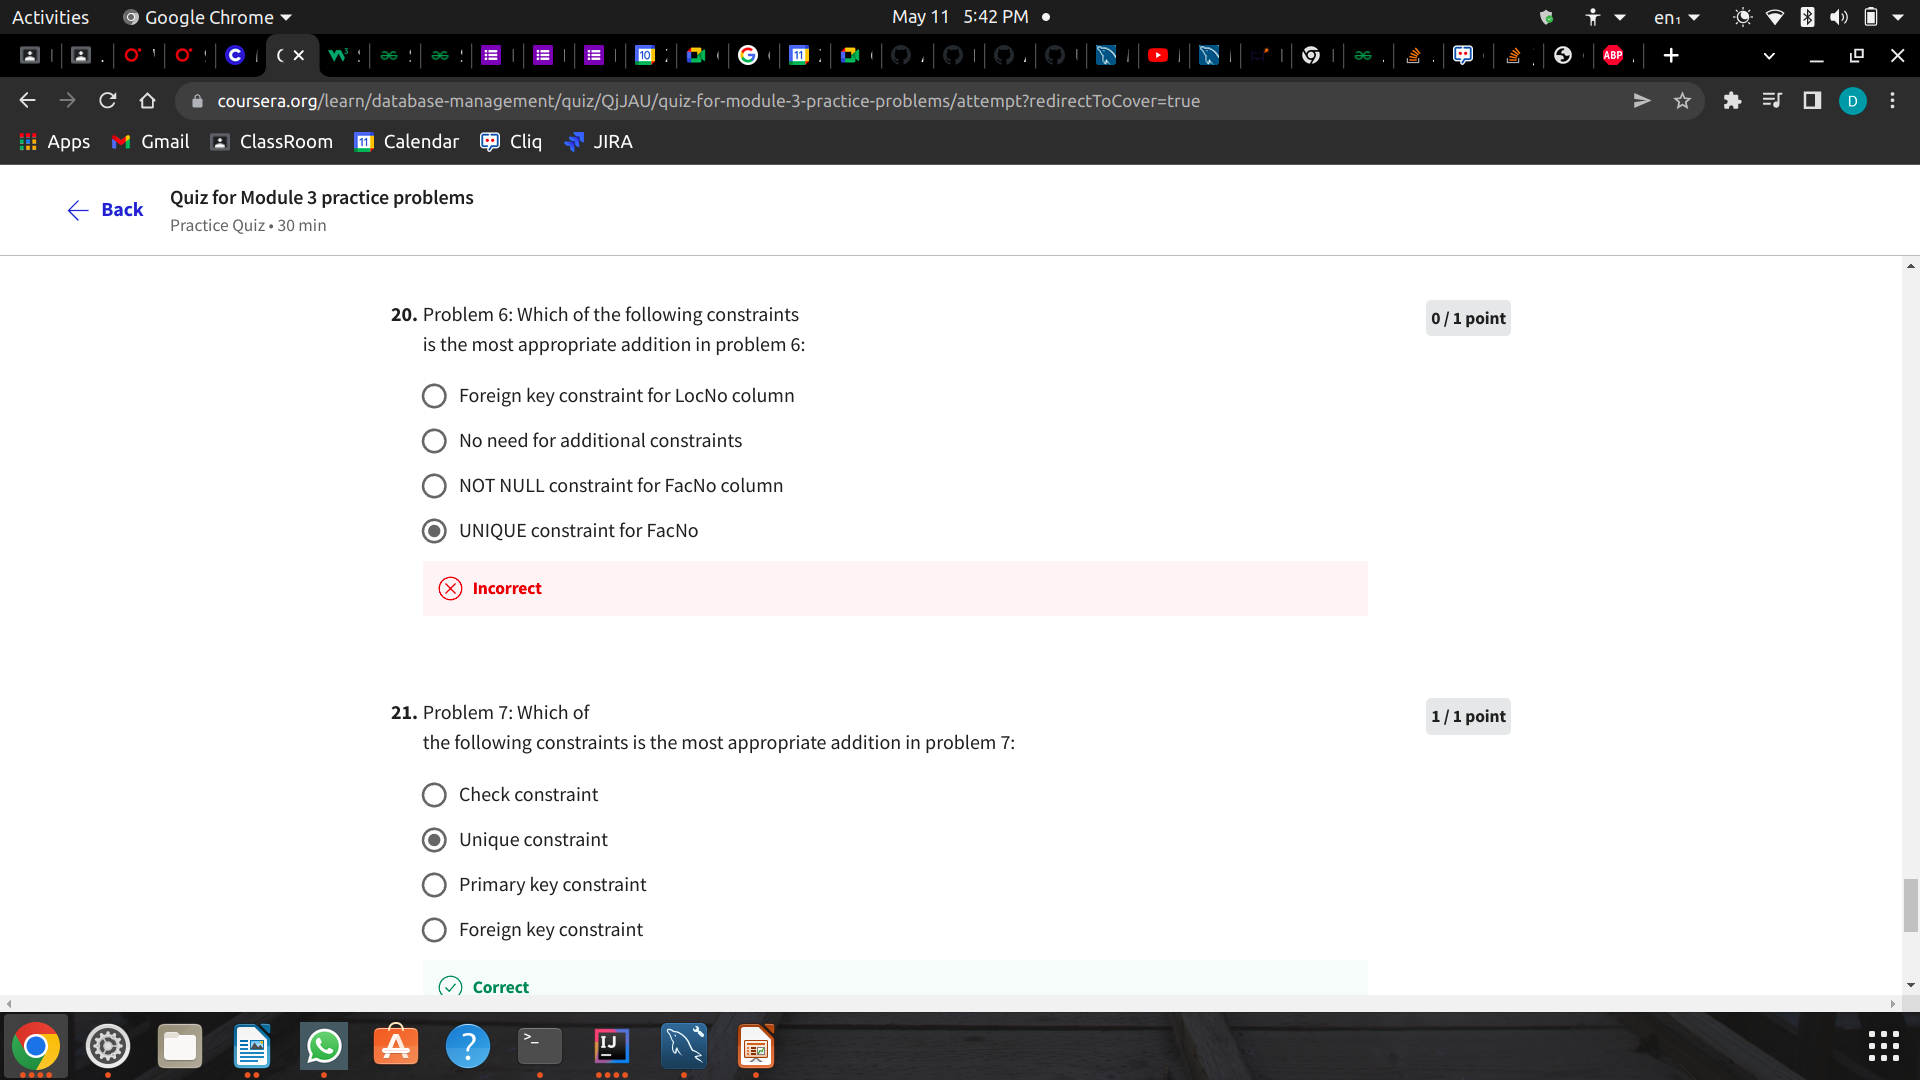 Activities
Google Chrome
May 11 5:42 PM
en₁
coursera.org/learn/database-management/quiz/QjJAU/quiz-for-module-3-practice-problems/attempt?redirectToCover=true
D
Apps
Gmail
ClassRoom
Calendar
Cliq
JIRA
Back
Quiz for Module 3 practice problems
Practice Quiz • 30 min
20. Problem 6: Which of the following constraints
is the most appropriate addition in problem 6:
0 / 1 point
Foreign key constraint for LocNo column
No need for additional constraints
NOT NULL constraint for FacNo column
UNIQUE constraint for FacNo
Incorrect
21. Problem 7: Which of
the following constraints is the most appropriate addition in problem 7:
1 / 1 point
Check constraint
Unique constraint
Primary key constraint
Foreign key constraint
Correct